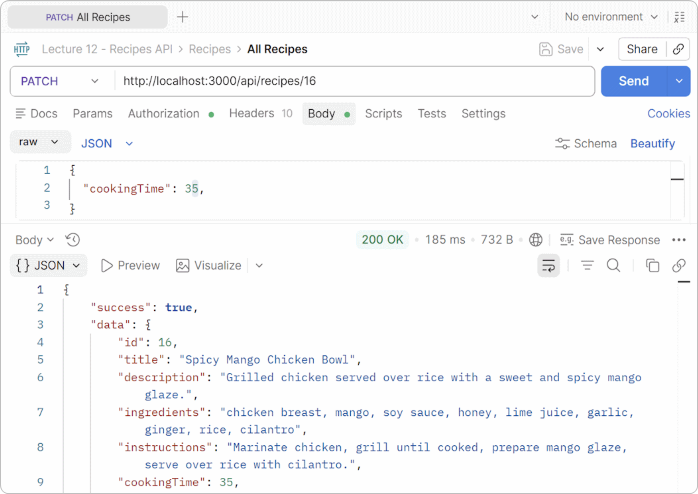 PATCH All Recipes
No environment
HTTP Lecture 12 - Recipes API > Recipes > All Recipes
Save Share
PATCH http://localhost:3000/api/recipes/16 Send
Docs Params Authorization Headers 10 Body Scripts Tests Settings Cookies
raw JSON Schema Beautify
1 {
2 "cookingTime": 35,
3 }
Body 200 OK 185 ms 732 B e.g. Save Response
{} JSON Preview Visualize
1 {
2 "success": true,
3 "data": {
4 "id": 16,
5 "title": "Spicy Mango Chicken Bowl",
6 "description": "Grilled chicken served over rice with a sweet and spicy mango
glaze.",
7 "ingredients": "chicken breast, mango, soy sauce, honey, lime juice, garlic,
ginger, rice, cilantro",
8 "instructions": "Marinate chicken, grill until cooked, prepare mango glaze,
serve over rice with cilantro.",
9 "cookingTime": 35,